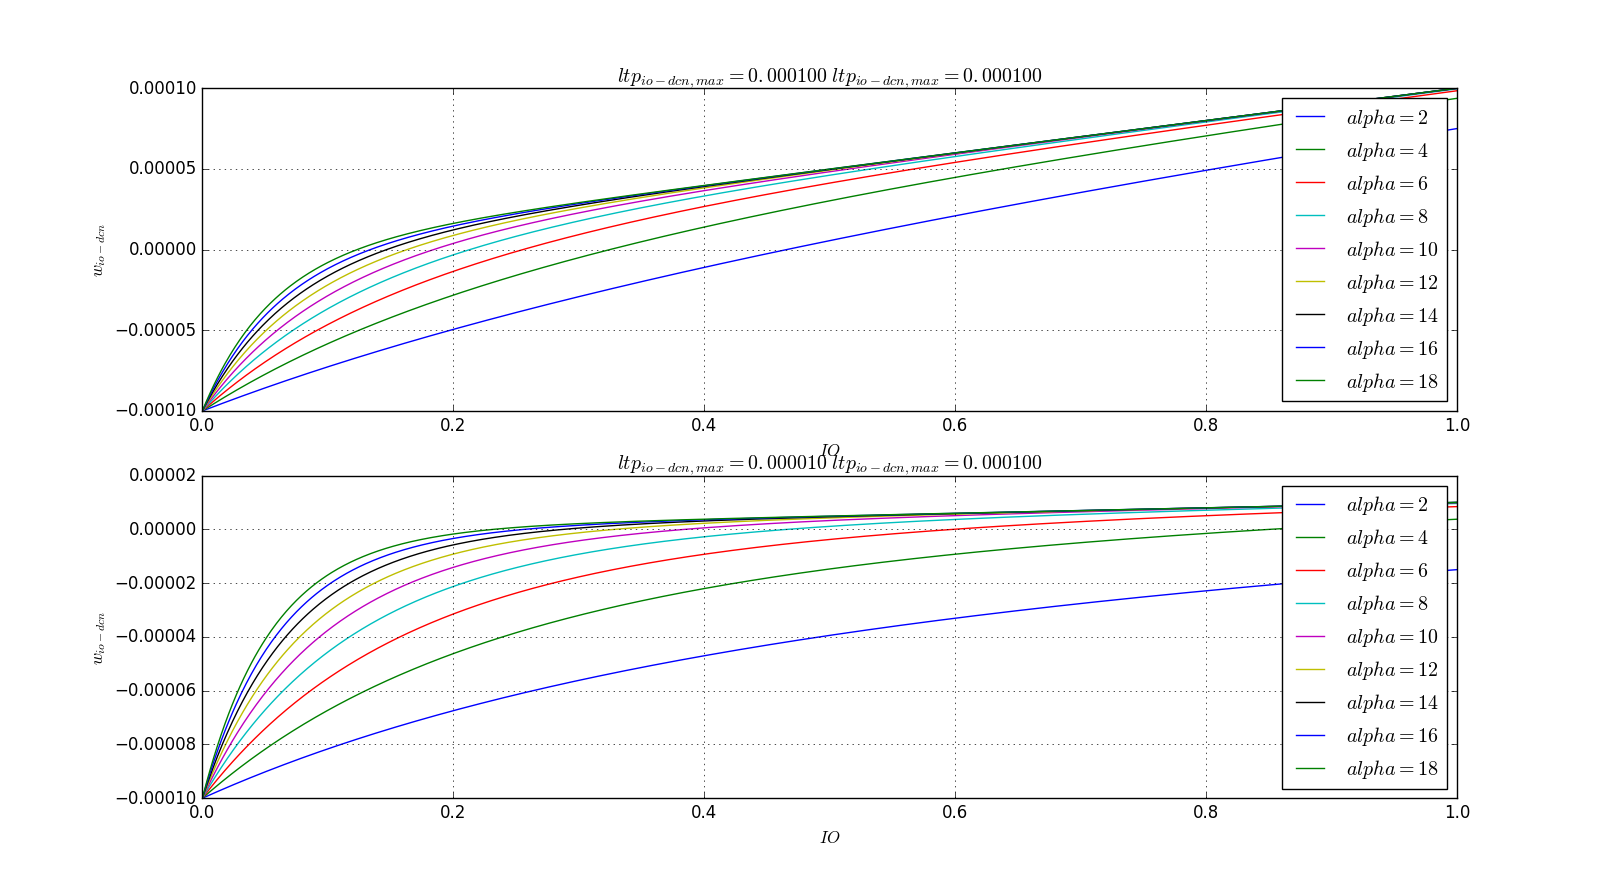 ltp_{io-dcn,max} = 0.000100 ltp_{io-dcn,max} = 0.000100
0.00010
0.00005
0.00000
−0.00005
−0.00010
w_{io-dcn}
0.0 0.2 0.4 0.6 0.8 1.0
IO
alpha = 2
alpha = 4
alpha = 6
alpha = 8
alpha = 10
alpha = 12
alpha = 14
alpha = 16
alpha = 18
ltp_{io-dcn,max} = 0.000010 ltp_{io-dcn,max} = 0.000100
0.00002
0.00000
−0.00002
−0.00004
−0.00006
−0.00008
−0.00010
w_{io-dcn}
0.0 0.2 0.4 0.6 0.8 1.0
IO
alpha = 2
alpha = 4
alpha = 6
alpha = 8
alpha = 10
alpha = 12
alpha = 14
alpha = 16
alpha = 18